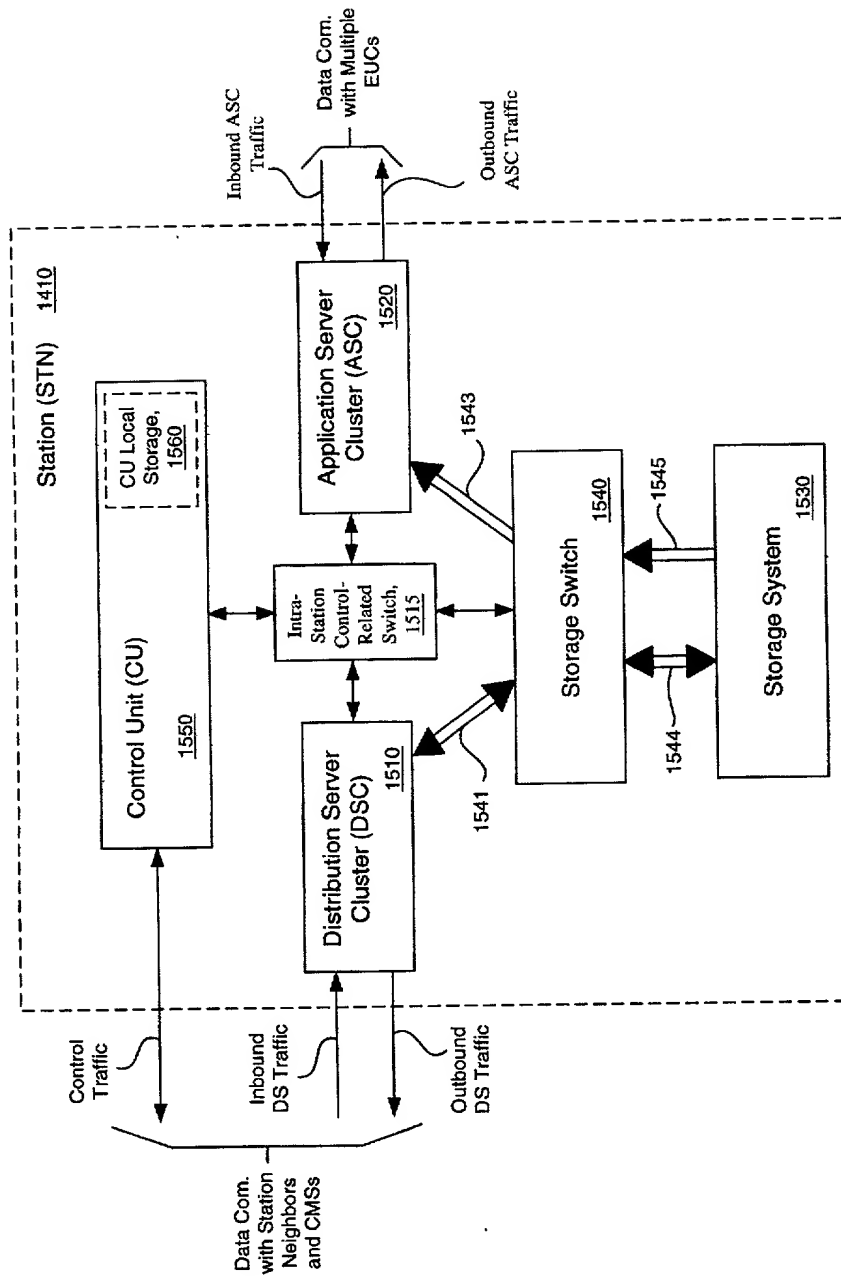 Station (STN) 1410
Control Unit (CU)
1550
CU Local
Storage,
1560
Control
Traffic
Data Com.
with Station
Neighbors
and CMSs
Inbound
DS Traffic
Outbound
DS Traffic
Distribution Server
Cluster (DSC)
1510
Intra-
Station
Control-
Related
Switch,
1515
Application Server
Cluster (ASC)
1520
Inbound ASC
Traffic
Data Com.
with Multiple
EUCs
Outbound
ASC Traffic
1541
1543
Storage Switch
1540
1544
1545
Storage System
1530